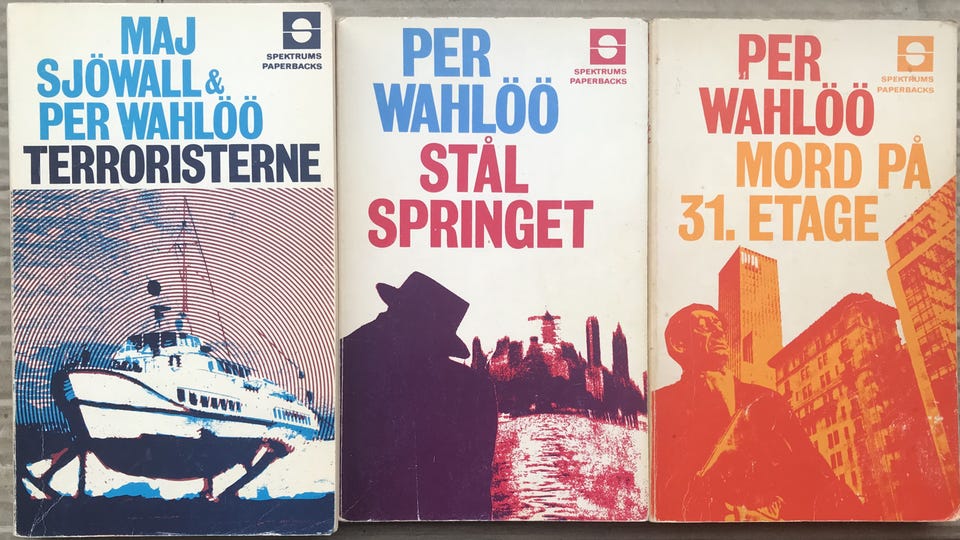 MAJ
SJÖWALL &
PER WAHLÖÖ
TERRORISTERNE
SPEKTRUMS
PAPERBACKS
PER
WAHLÖÖ
STÅL
SPRINGET
SPEKTRUMS
PAPERBACKS
PER
WAHLÖÖ
MORD PÅ
31. ETAGE
SPEKTRUMS
PAPERBACKS